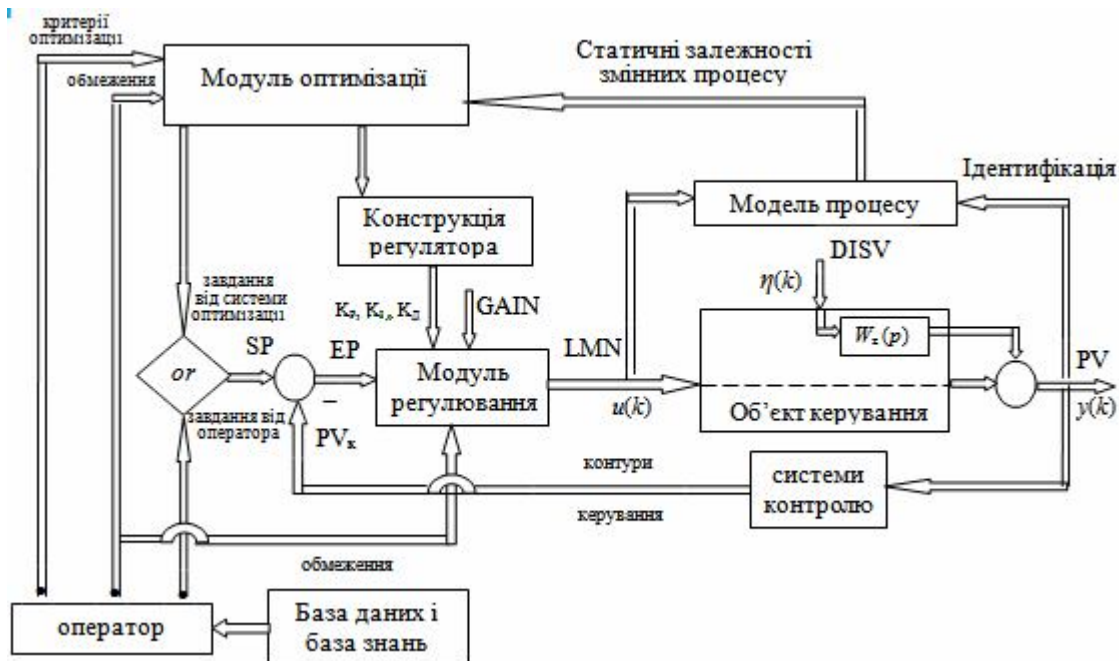 критерії
оптимізації
обмеження
Модуль оптимізації
Статичні залежності
змінних процесу
Ідентифікація
Модель процесу
Конструкція
регулятора
DISV
η(k)
завдання
від системи
оптимізації
GAIN
SP
EP
LMN
Wz(p)
PV
or
Модуль
регулювання
u(k)
Об’єкт керування
y(k)
завдання від
оператора
–
PVк
контури
керування
системи
контролю
обмеження
оператор
База даних і
база знань